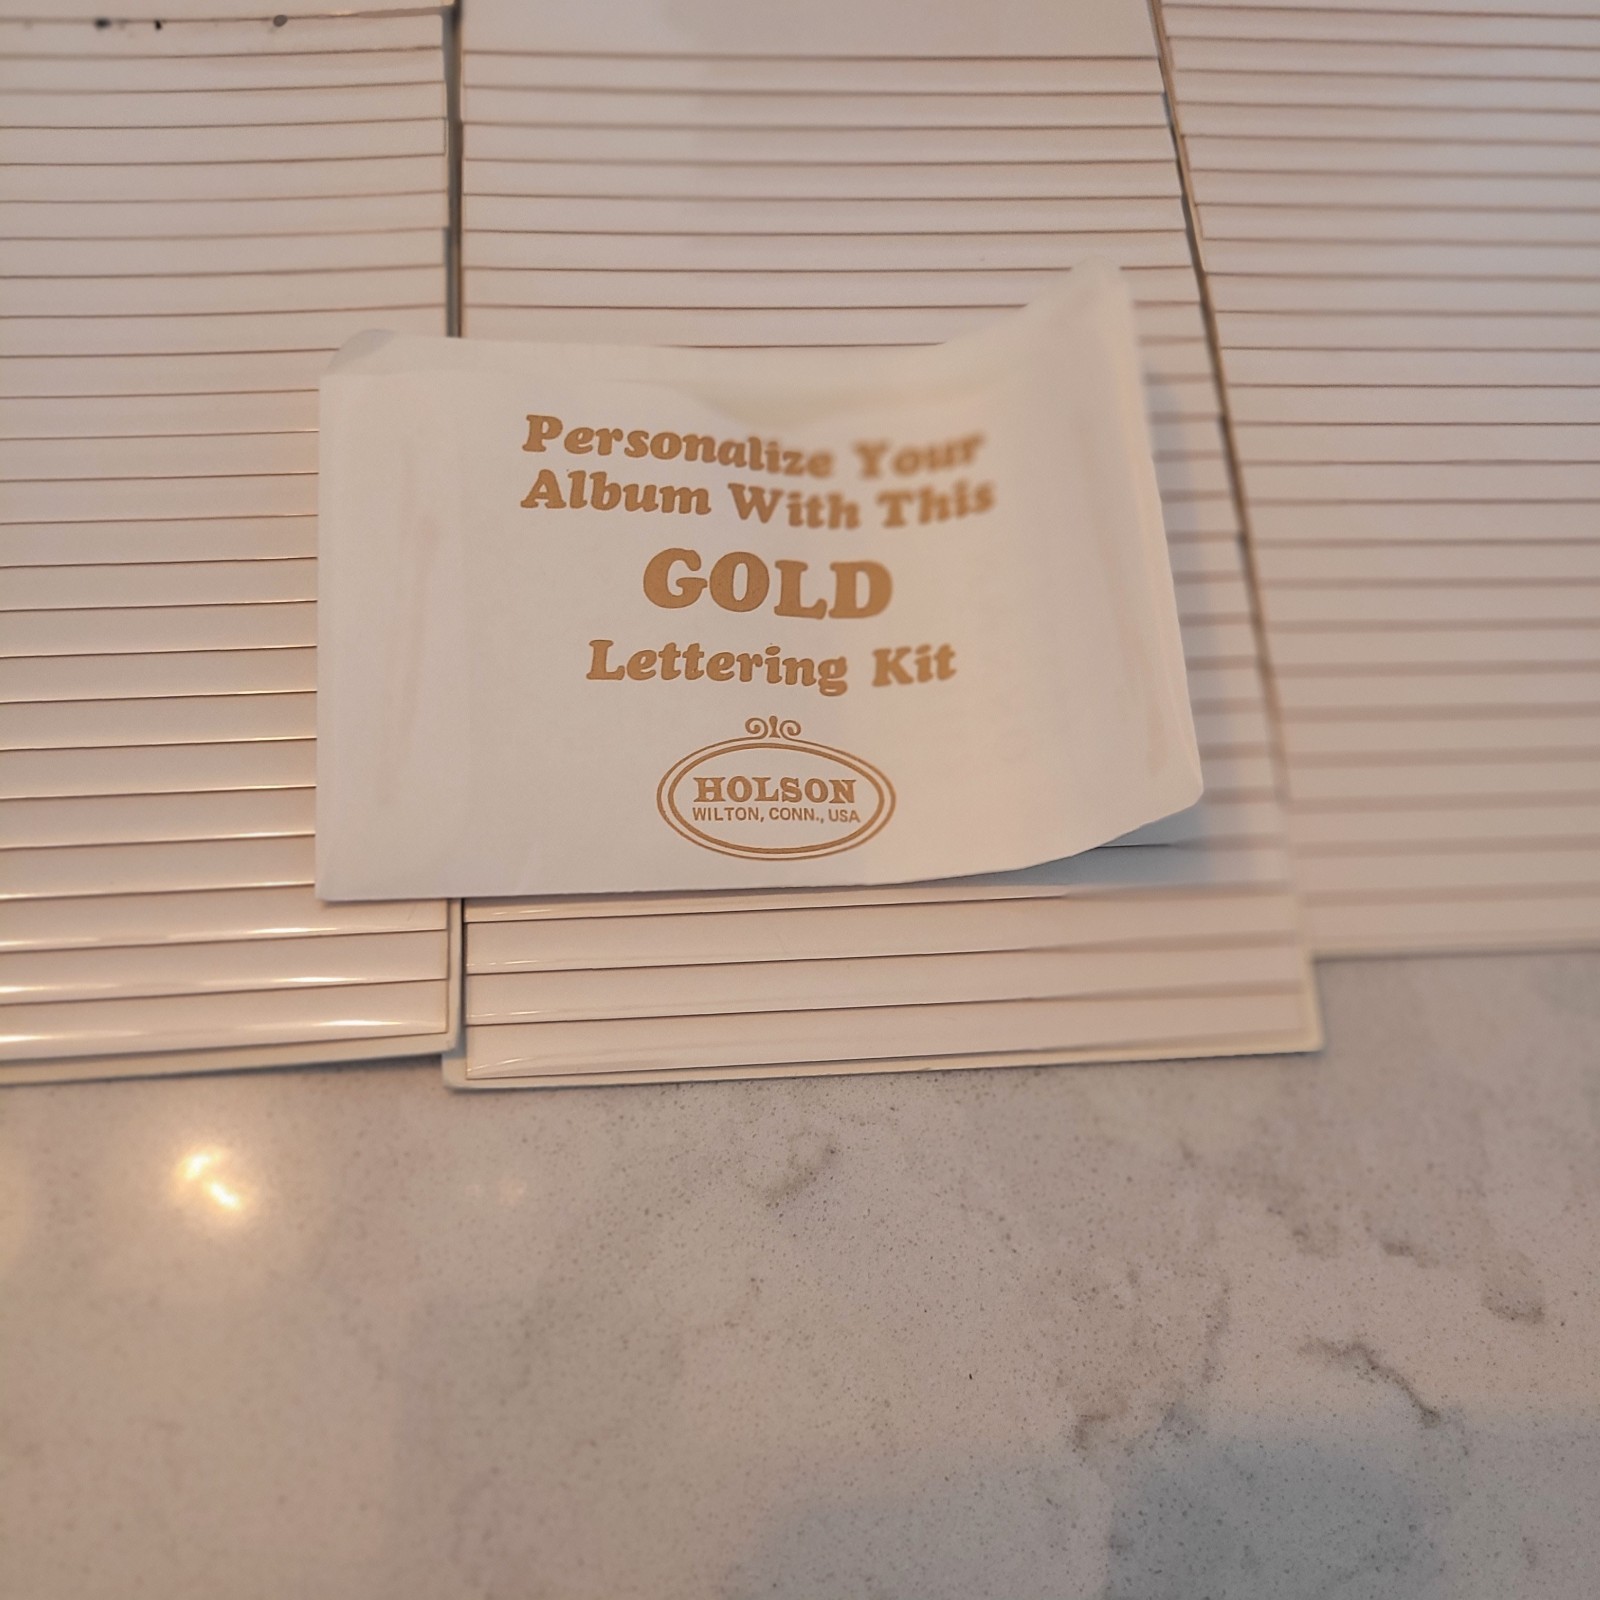 Personalize Your
Album With This
GOLD
Lettering Kit
HOLSON
WILTON, CONN., USA